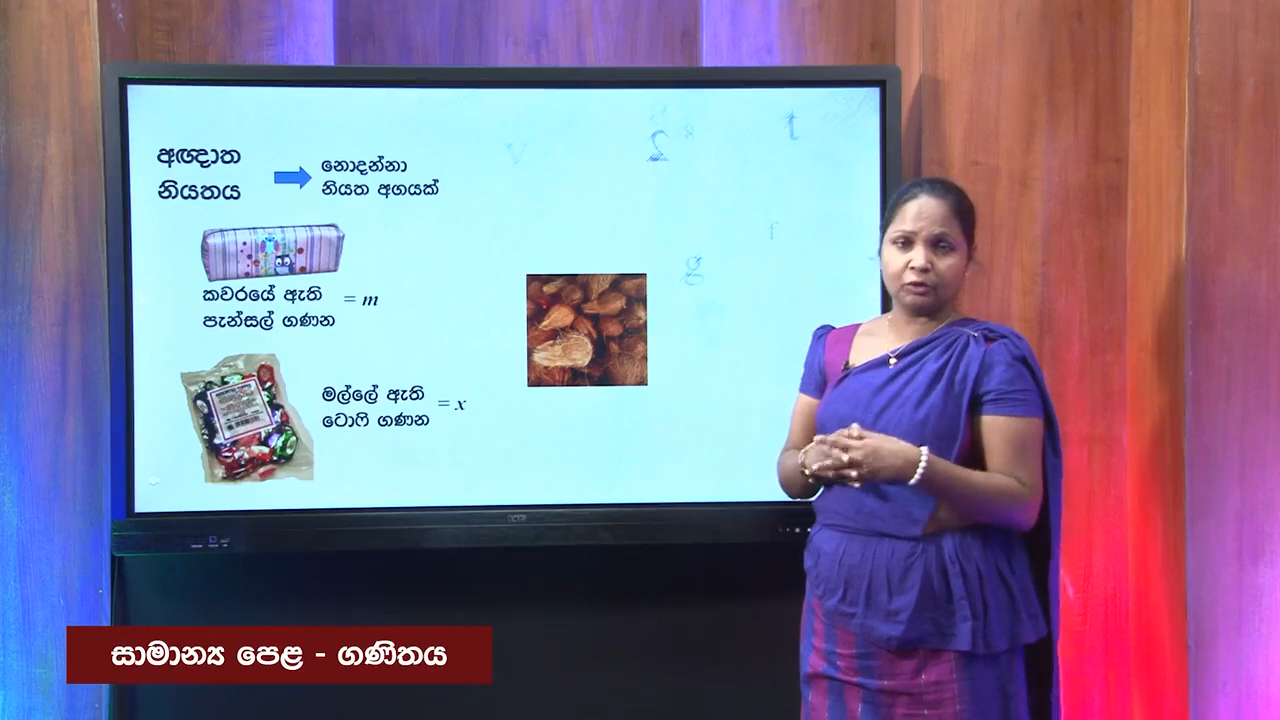 අඥාත
නියතය
නොදන්නා
නියත අගයක්
කවරයේ ඇති
පැන්සල් ගණන
= m
මල්ලේ ඇති
ටොෆි ගණන
= x
t
g
f
v
සාමාන්‍ය පෙළ - ගණිතය